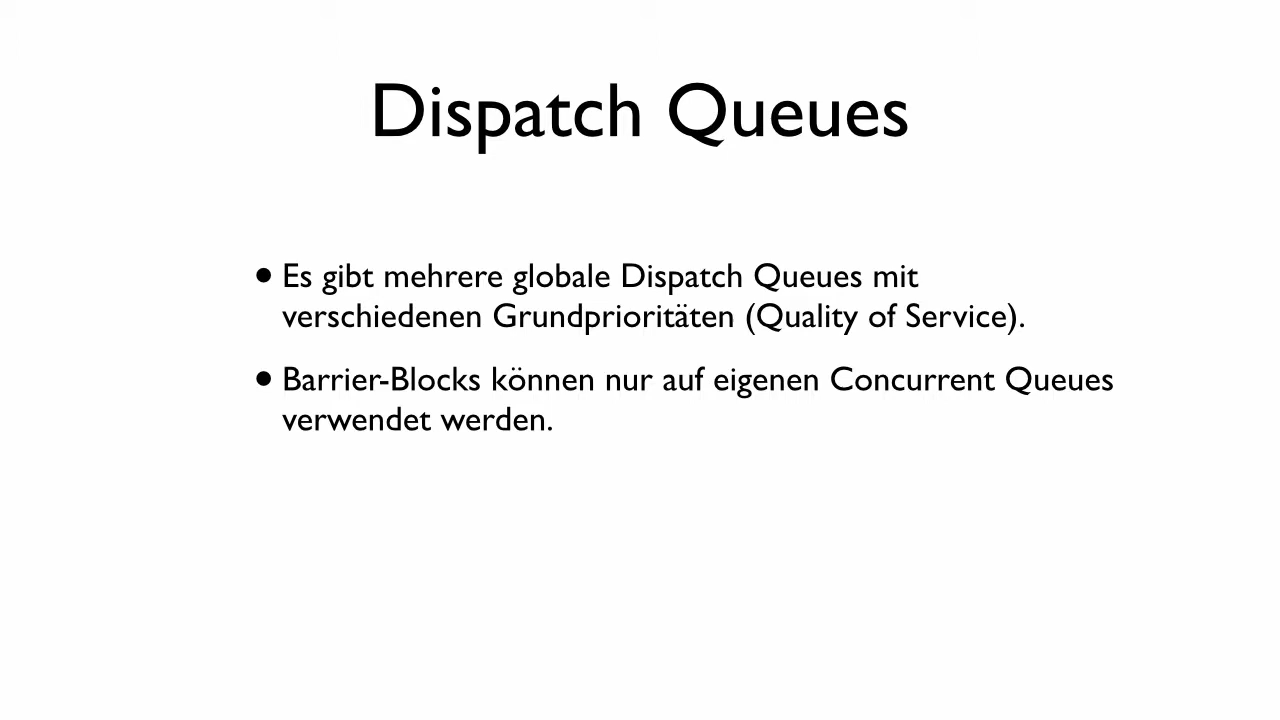 Dispatch Queues
• Es gibt mehrere globale Dispatch Queues mit
verschiedenen Grundprioritäten (Quality of Service).
• Barrier-Blocks können nur auf eigenen Concurrent Queues
verwendet werden.